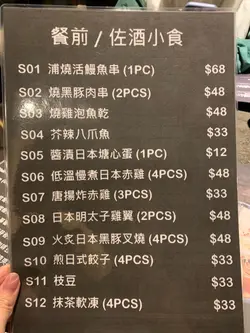 餐前 / 佐酒小食
S01 浦燒活鰻魚串 (1PC) $68
S02 燒黑豚肉串 (2PCS) $48
S03 燒雞泡魚乾 $48
S04 芥辣八爪魚 $33
S05 醬漬日本塘心蛋 (1PC) $12
S06 低溫慢煮日本赤雞 (4PCS) $48
S07 唐揚炸赤雞 (3PCS) $33
S08 日本明太子雞翼 (2PCS) $48
S09 火炙日本黑豚叉燒 (4PCS) $48
S10 煎日式餃子 (4PCS) $33
S11 枝豆 $33
S12 抹茶軟凍 (4PCS) $33